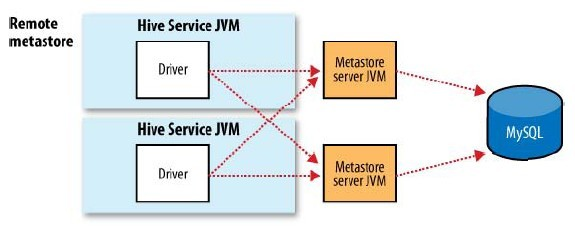 Remote
metastore
Hive Service JVM
Driver
Metastore
server JVM
Hive Service JVM
Driver
Metastore
server JVM
MySQL